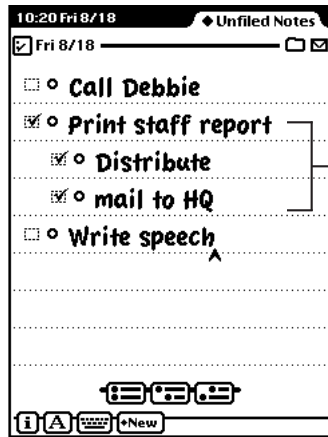 10:20 Fri 8/18 ◆ Unfiled Notes
Fri 8/18
Call Debbie
Print staff report
Distribute
mail to HQ
Write speech
i A ◆New